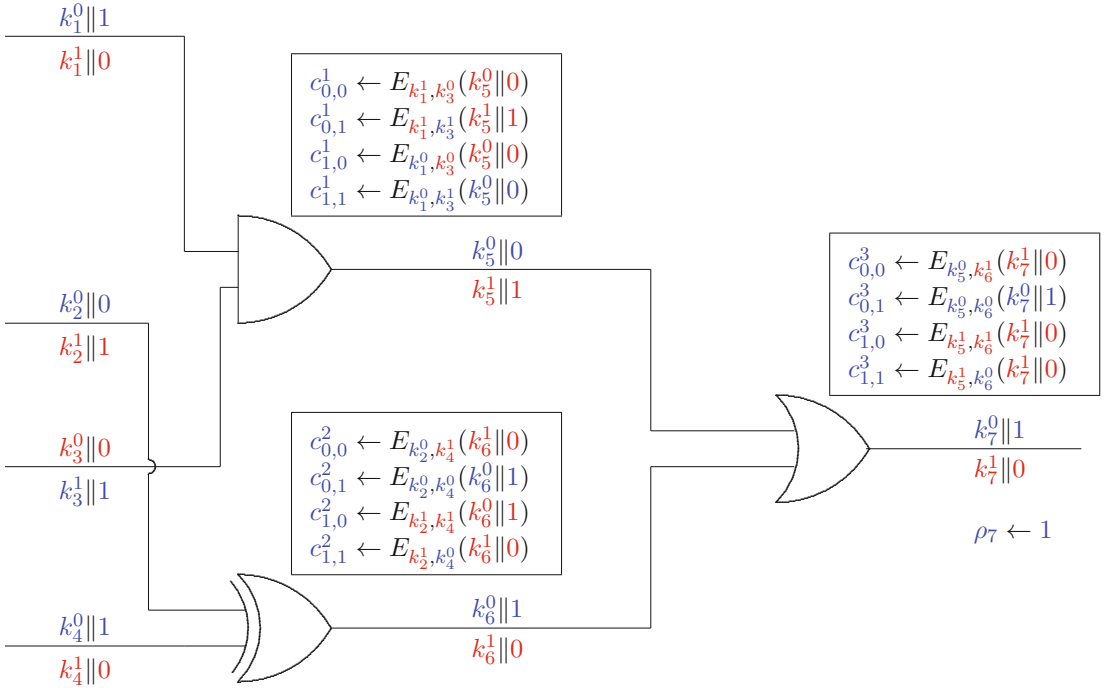 k_1^0‖1
k_1^1‖0
c_{0,0}^1 ← E_{k_1^1,k_3^0}(k_5^0‖0)
c_{0,1}^1 ← E_{k_1^1,k_3^1}(k_5^1‖1)
c_{1,0}^1 ← E_{k_1^0,k_3^0}(k_5^0‖0)
c_{1,1}^1 ← E_{k_1^0,k_3^1}(k_5^0‖0)
k_5^0‖0
k_5^1‖1
c_{0,0}^3 ← E_{k_5^0,k_6^1}(k_7^1‖0)
c_{0,1}^3 ← E_{k_5^0,k_6^0}(k_7^0‖1)
c_{1,0}^3 ← E_{k_5^1,k_6^1}(k_7^1‖0)
c_{1,1}^3 ← E_{k_5^1,k_6^0}(k_7^1‖0)
k_2^0‖0
k_2^1‖1
k_3^0‖0
k_3^1‖1
c_{0,0}^2 ← E_{k_2^0,k_4^1}(k_6^1‖0)
c_{0,1}^2 ← E_{k_2^0,k_4^0}(k_6^0‖1)
c_{1,0}^2 ← E_{k_2^1,k_4^1}(k_6^0‖1)
c_{1,1}^2 ← E_{k_2^1,k_4^0}(k_6^1‖0)
k_7^0‖1
k_7^1‖0
ρ_7 ← 1
k_4^0‖1
k_4^1‖0
k_6^0‖1
k_6^1‖0